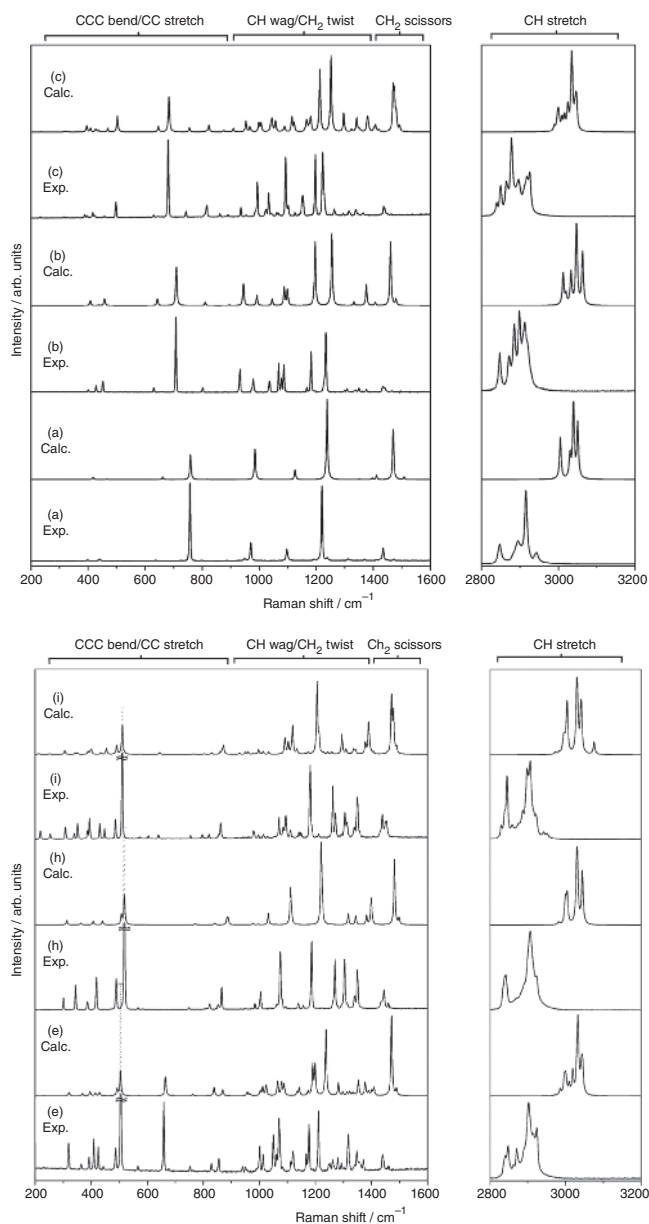 CCC bend/CC stretch CH wag/CH₂ twist CH₂ scissors CH stretch
(c)
Calc.
(c)
Exp.
(b)
Calc.
(b)
Exp.
(a)
Calc.
(a)
Exp.
Intensity / arb. units
200 400 600 800 1000 1200 1400 1600 2800 3000 3200
Raman shift / cm⁻¹
CCC bend/CC stretch CH wag/CH₂ twist Ch₂ scissors CH stretch
(i)
Calc.
(i)
Exp.
(h)
Calc.
(h)
Exp.
(e)
Calc.
(e)
Exp.
200 400 600 800 1000 1200 1400 1600 2800 3000 3200
Raman shift / cm⁻¹